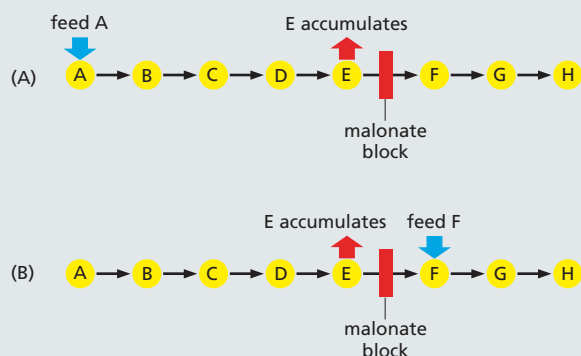 feed A E accumulates
(A) A B C D E F G H
malonate
block
E accumulates feed F
(B) A B C D E F G H
malonate
block